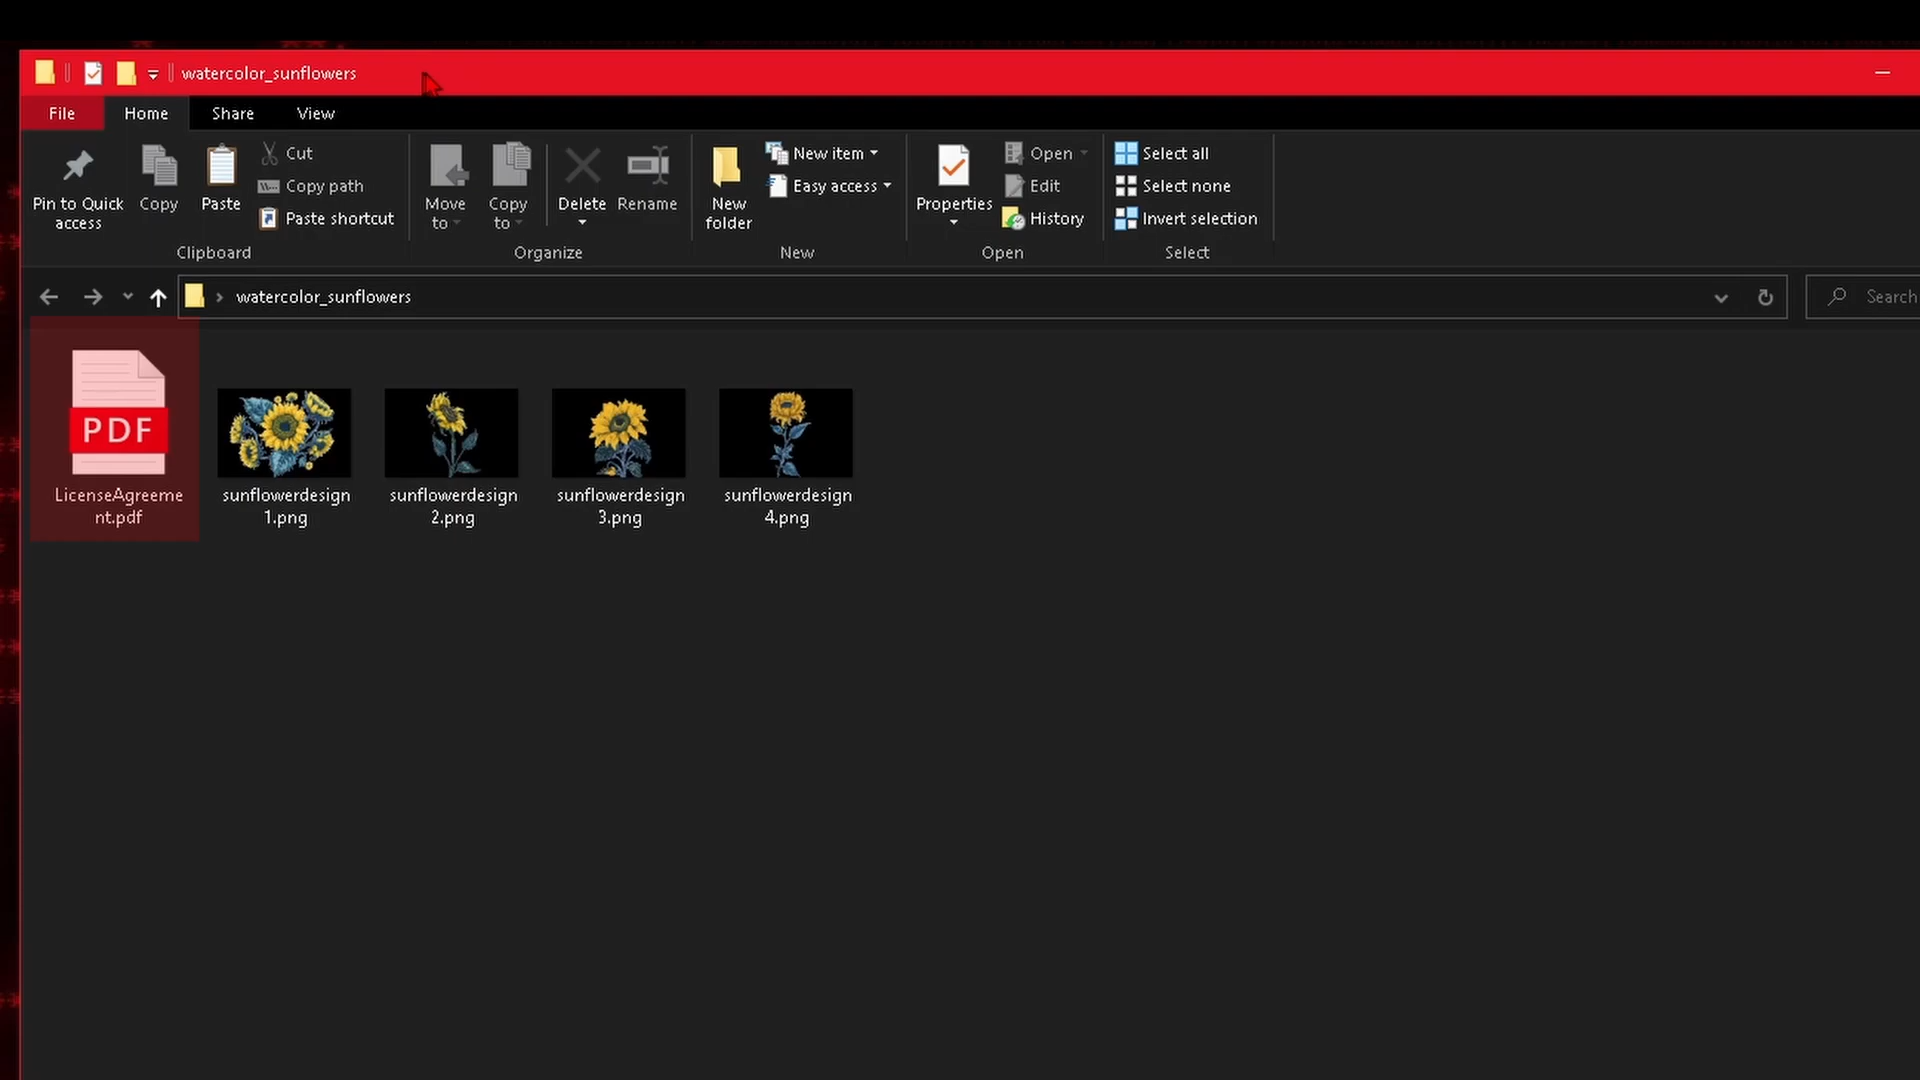 watercolor_sunflowers
File Home Share View
Pin to Quick access
Copy
Paste
Cut
Copy path
Paste shortcut
Clipboard
Move to
Copy to
Delete
Rename
Organize
New folder
New item
Easy access
New
Properties
Open
Edit
History
Open
Select all
Select none
Invert selection
Select
watercolor_sunflowers
Search
PDF
LicenseAgreeme
nt.pdf
sunflowerdesign
1.png
sunflowerdesign
2.png
sunflowerdesign
3.png
sunflowerdesign
4.png